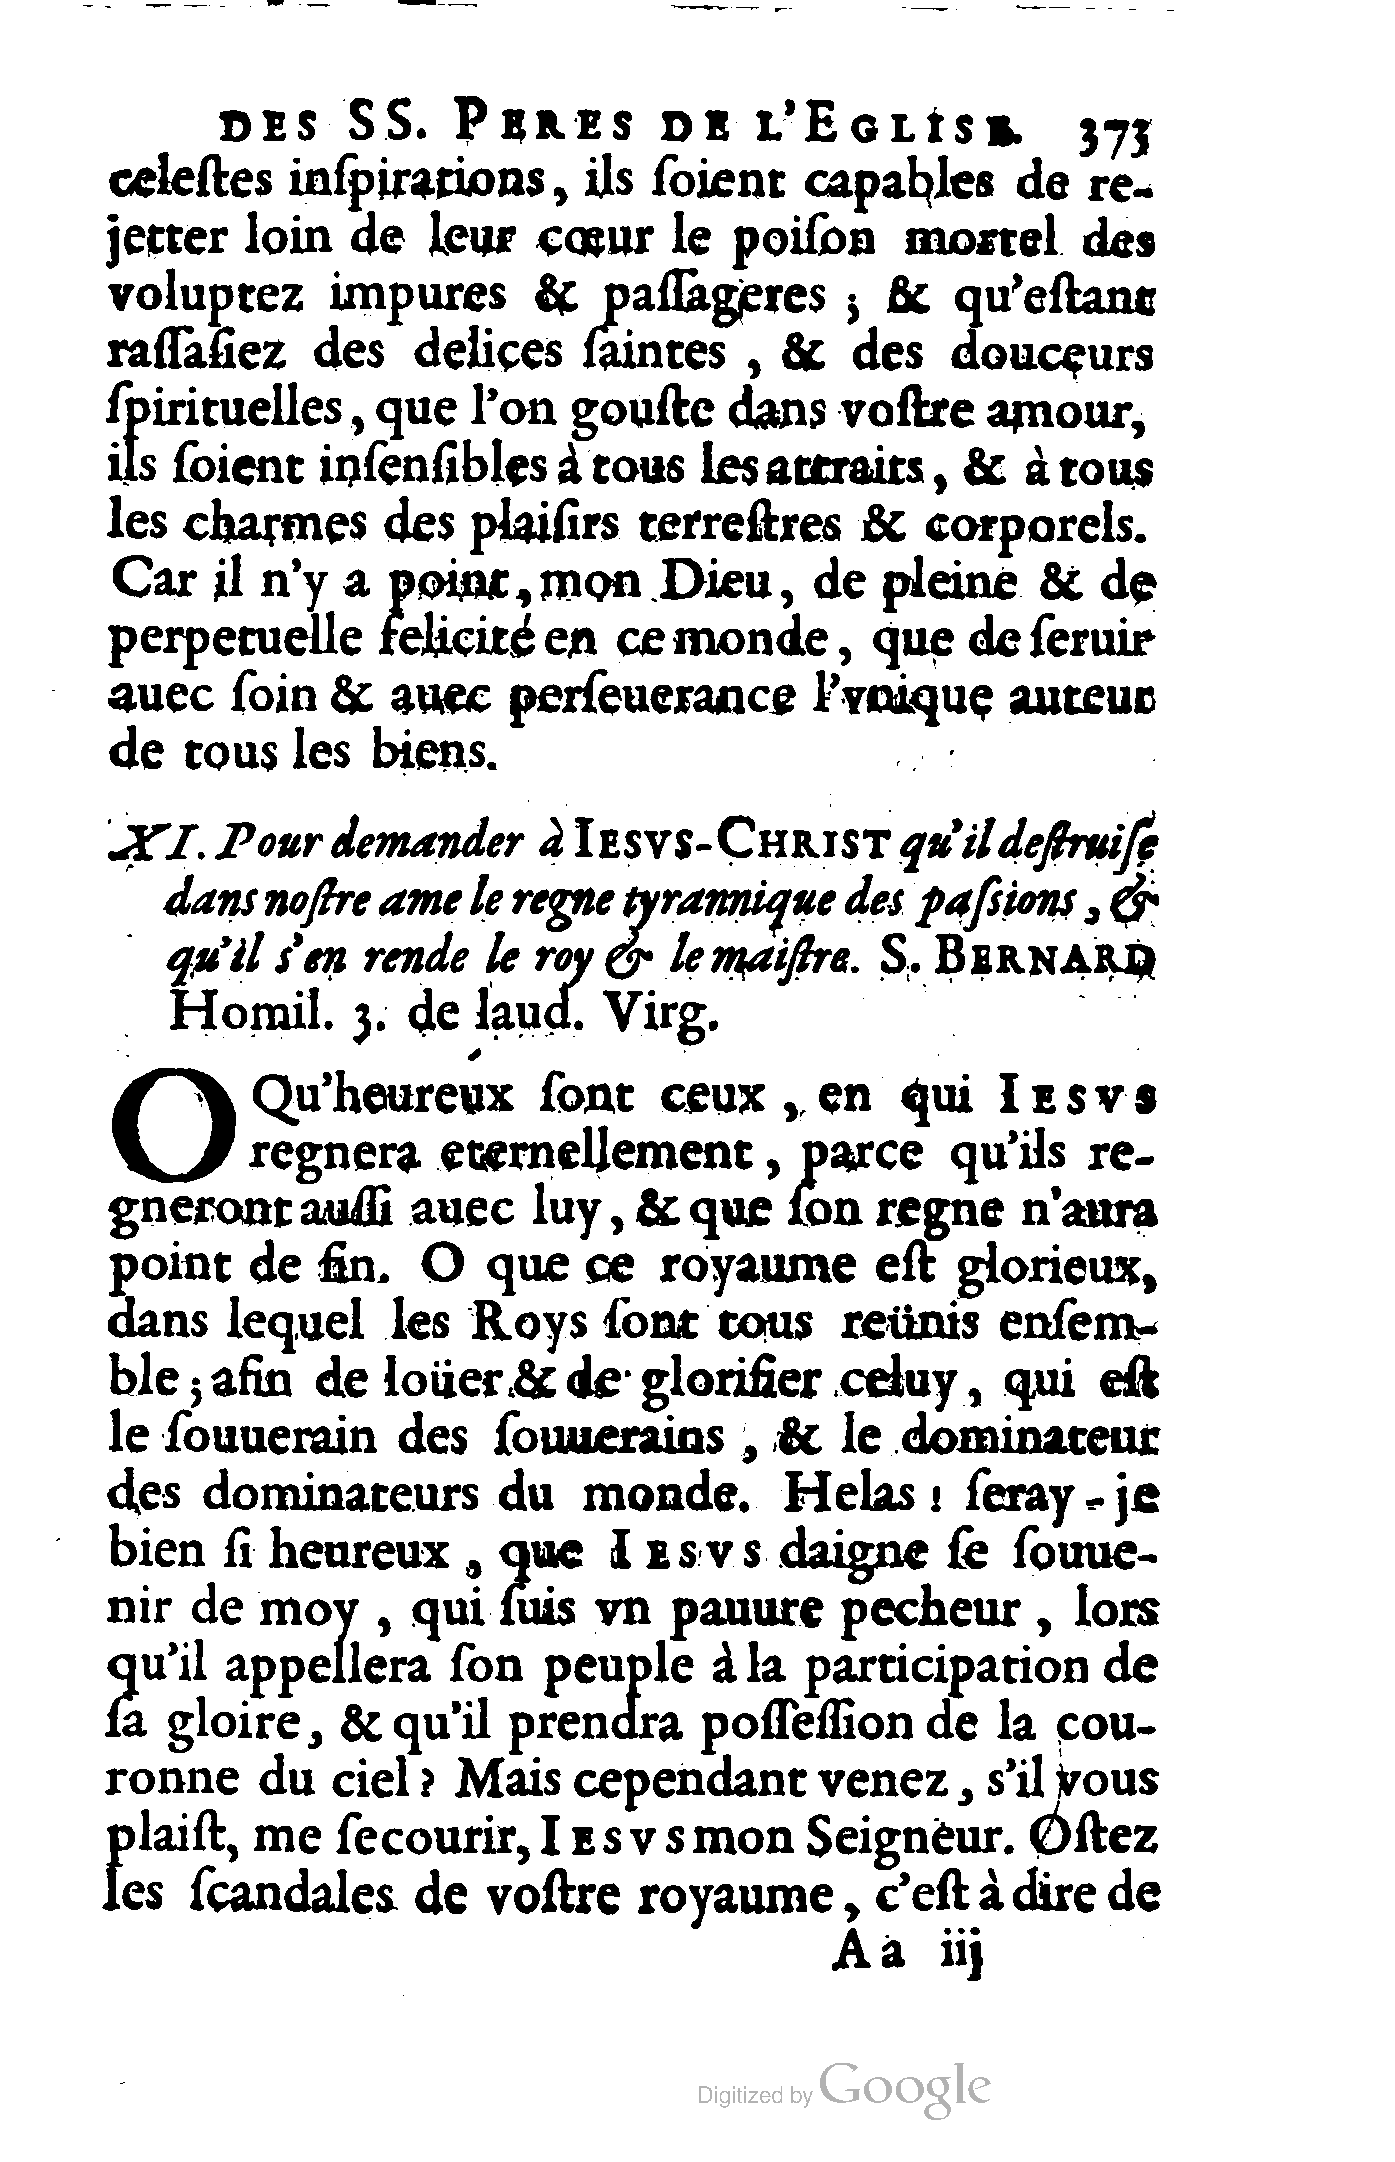 DES SS. PERES DE L'EGLISE. 373
celeſtes inſpirations, ils ſoient capables de re-
jetter loin de leur cœur le poiſon mortel des
voluptez impures & paſſageres ; & qu'eſtant
raſſaſiez des delices ſaintes , & des douceurs
ſpirituelles, que l'on gouſte dans voſtre amour,
ils ſoient inſenſibles à tous les attraits, & à tous
les charmes des plaiſirs terreſtres & corporels.
Car il n'y a point, mon Dieu, de pleine & de
perpetuelle felicité en ce monde, que de ſeruir
auec ſoin & auec perſeuerance l'vnique auteur
de tous les biens.
XI. Pour demander à IESVS-CHRIST qu'il deſtruiſe
dans noſtre ame le regne tyrannique des paſsions, &
qu'il s'en rende le roy & le maiſtre. S. BERNARD
Homil. 3. de laud. Virg.
O Qu'heureux ſont ceux , en qui IESVS
regnera eternellement, parce qu'ils re-
gneront auſſi auec luy, & que ſon regne n'aura
point de fin. O que ce royaume eſt glorieux,
dans lequel les Roys ſont tous reünis enſem-
ble ; afin de loüer & de glorifier celuy, qui eſt
le ſouuerain des ſouuerains , & le dominateur
des dominateurs du monde. Helas ! ſeray-je
bien ſi heureux , que IESVS daigne ſe ſouue-
nir de moy , qui ſuis vn pauure pecheur , lors
qu'il appellera ſon peuple à la participation de
ſa gloire, & qu'il prendra poſſeſſion de la cou-
ronne du ciel ? Mais cependant venez, s'il vous
plaiſt, me ſecourir, IESVS mon Seigneur. Oſtez
les ſcandales de voſtre royaume, c'eſt à dire de
Aa iij
Digitized by Google